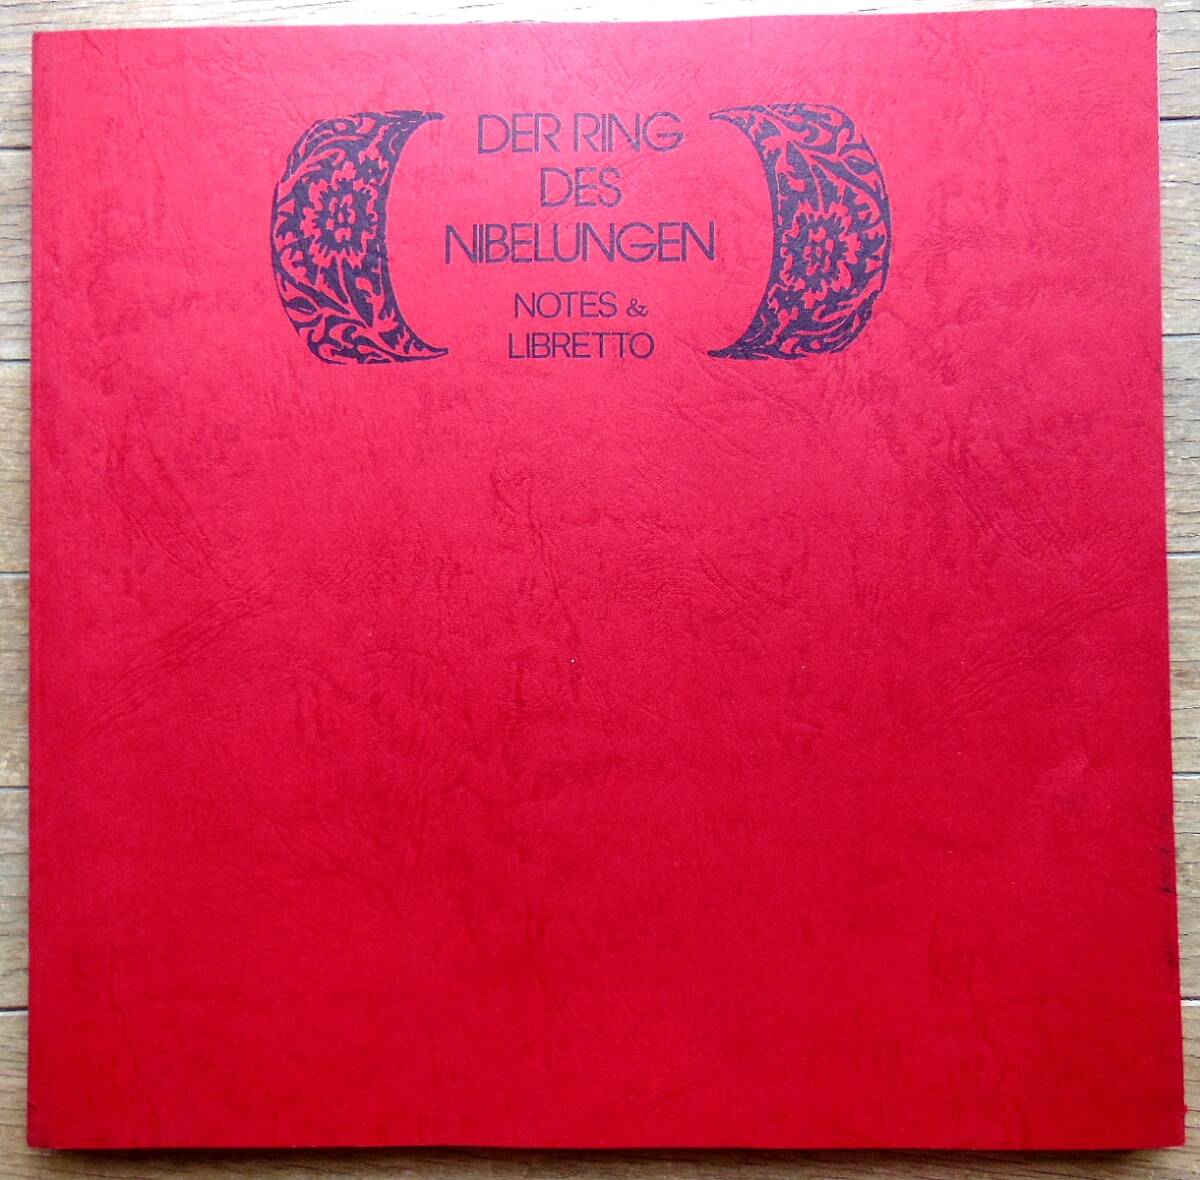 DER RING
DES
NIBELUNGEN
NOTES &
LIBRETTO